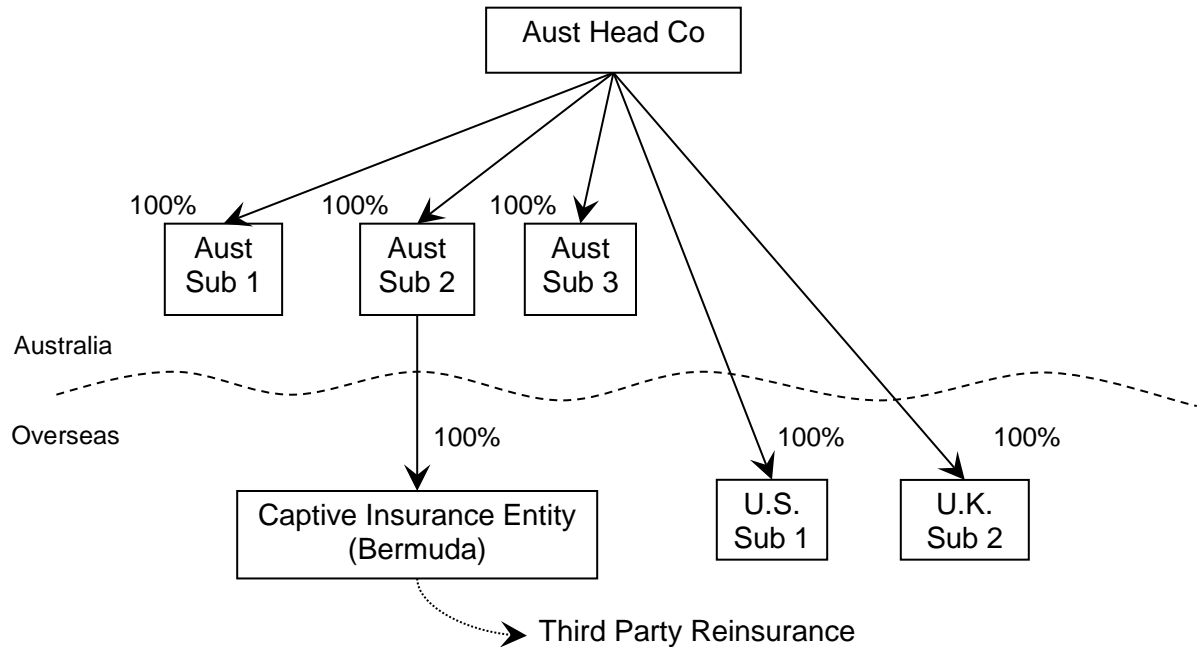 Aust Head Co
100%
100%
100%
Aust
Sub 1
Aust
Sub 2
Aust
Sub 3
Australia
Overseas
100%
100%
100%
Captive Insurance Entity
(Bermuda)
U.S.
Sub 1
U.K.
Sub 2
Third Party Reinsurance